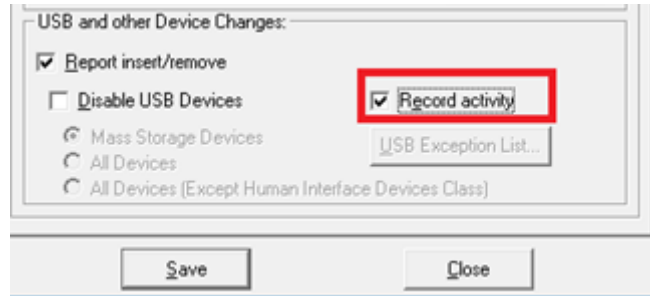 USB and other Device Changes:
Report insert/remove
Disable USB Devices
Record activity
Mass Storage Devices
USB Exception List...
All Devices
All Devices (Except Human Interface Devices Class)
Save
Close